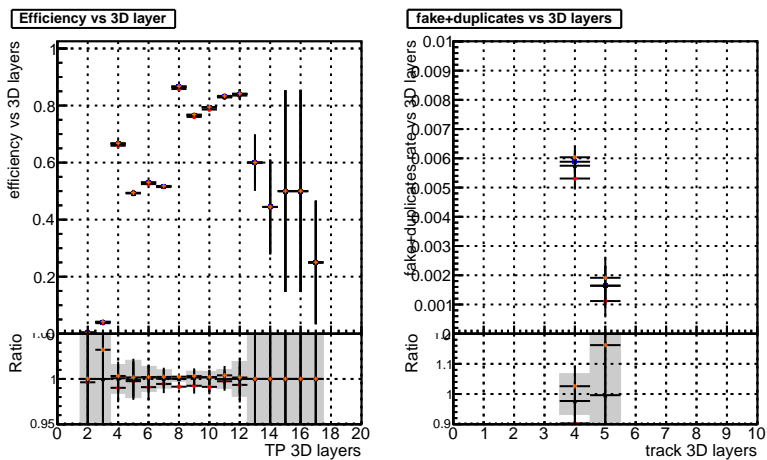 Efficiency vs 3D layer
efficiency vs 3D layers
1
0.8
0.6
0.4
0.2
0
Ratio
1
0.95
0 2 4 6 8 10 12 14 16 18 20
TP 3D layers
fake+duplicates vs 3D layers
fake+duplicates rate vs 3D layers
0.01
0.009
0.008
0.007
0.006
0.005
0.004
0.003
0.002
0.001
0
Ratio
1.1
1
0.9
0 1 2 3 4 5 6 7 8 9 10
track 3D layers